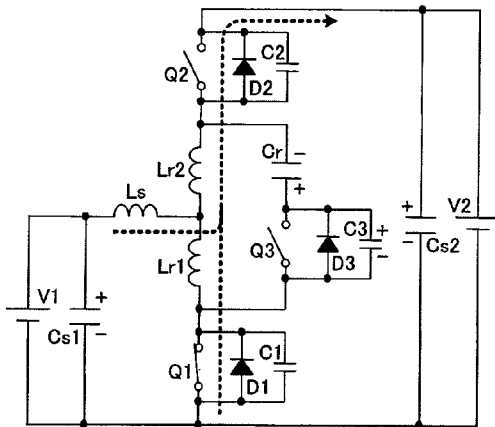 C2
Q2
D2
Cr
−
+
Lr2
Ls
V2
+
−
Cs2
C3
+
−
Q3
D3
Lr1
V1
+
−
Cs1
C1
Q1
D1